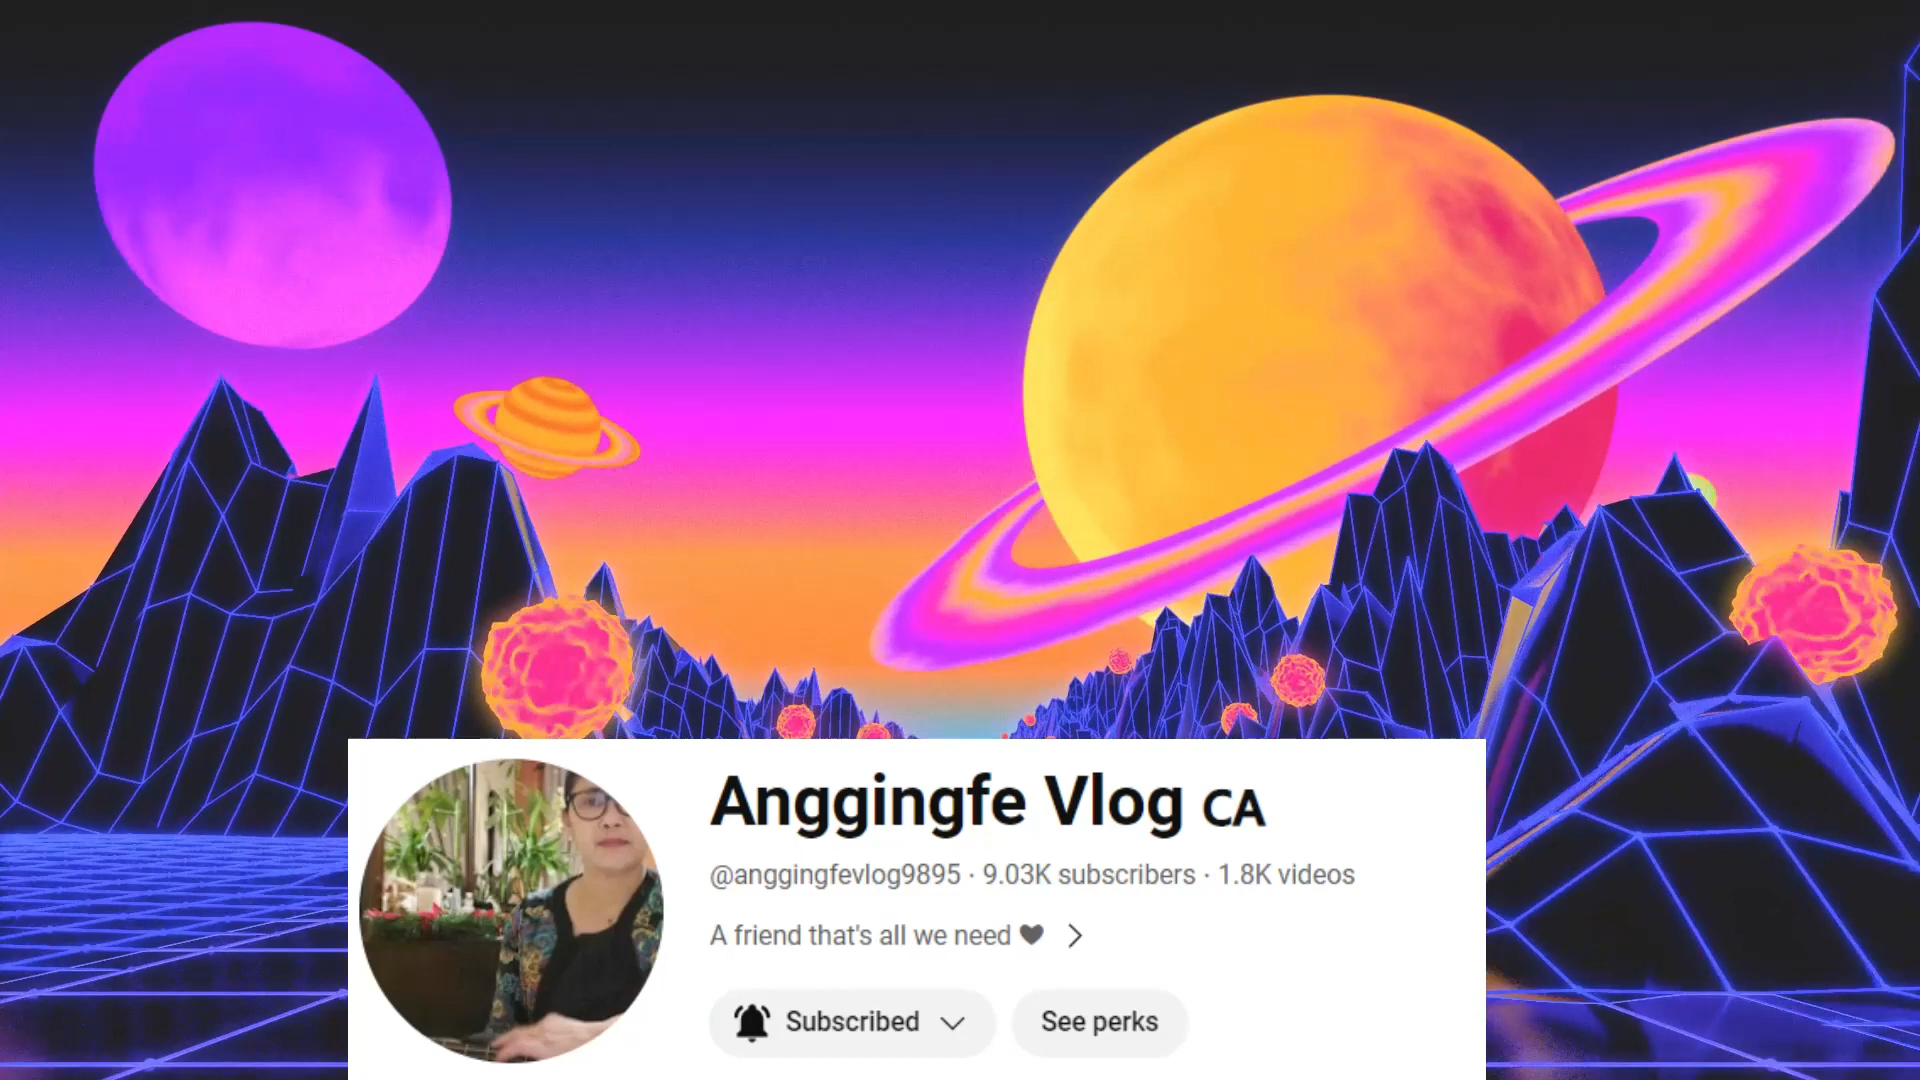 Anggingfe Vlog CA
@anggingfevlog9895 · 9.03K subscribers · 1.8K videos
A friend that's all we need 🖤
Subscribed
See perks